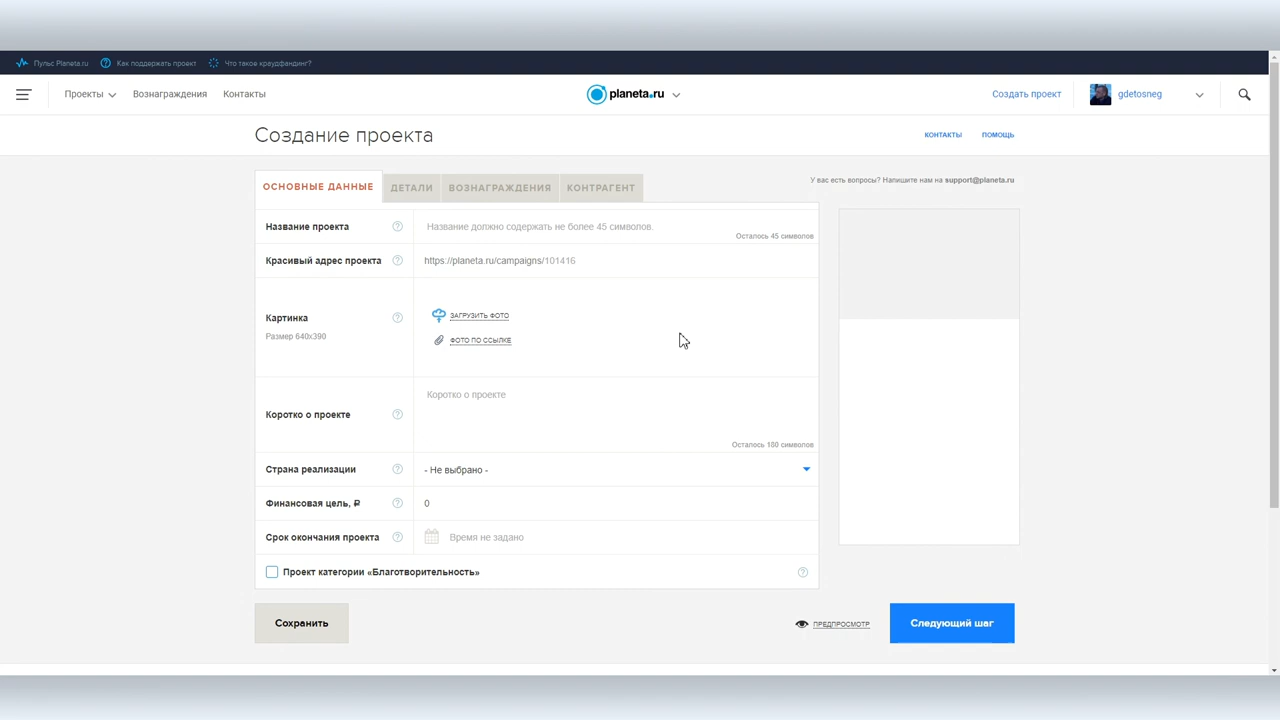 Пульс Planeta.ru Как поддержать проект Что такое краудфандинг?
Проекты Вознаграждения Контакты planeta.ru Создать проект gdetosneg
Создание проекта КОНТАКТЫ ПОМОЩЬ
ОСНОВНЫЕ ДАННЫЕ ДЕТАЛИ ВОЗНАГРАЖДЕНИЯ КОНТРАГЕНТ У вас есть вопросы? Напишите нам на support@planeta.ru
Название проекта ? Название должно содержать не более 45 символов.
Осталось 45 символов
Красивый адрес проекта ? https://planeta.ru/campaigns/101416
Картинка ? ЗАГРУЗИТЬ ФОТО
Размер 640x390 ФОТО ПО ССЫЛКЕ
Коротко о проекте
Коротко о проекте ?
Осталось 180 символов
Страна реализации ? - Не выбрано -
Финансовая цель, ₽ ? 0
Срок окончания проекта ? Время не задано
Проект категории «Благотворительность» ?
Сохранить ПРЕДПРОСМОТР Следующий шаг